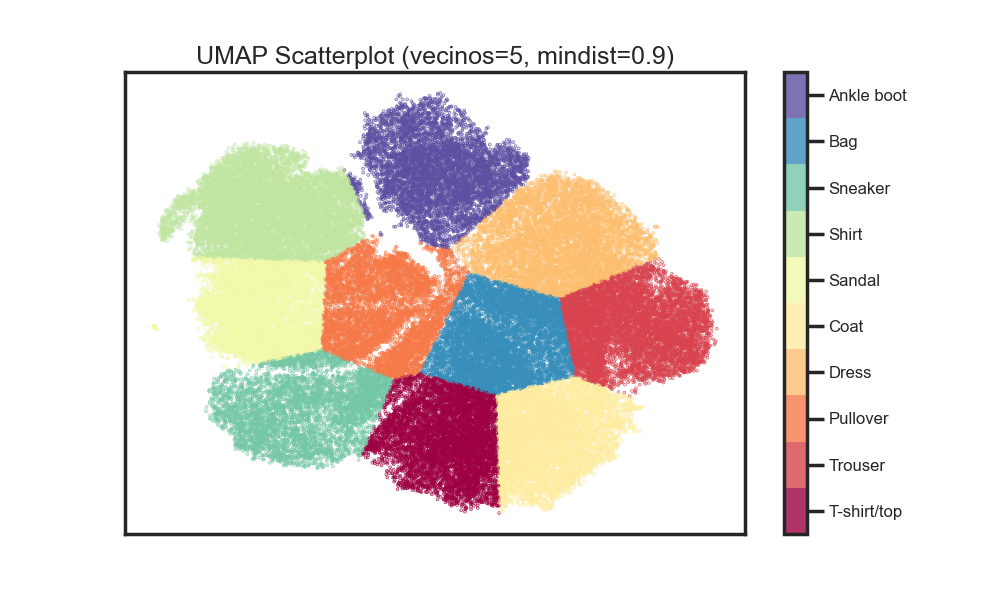 UMAP Scatterplot (vecinos=5, mindist=0.9)
Ankle boot
Bag
Sneaker
Shirt
Sandal
Coat
Dress
Pullover
Trouser
T-shirt/top